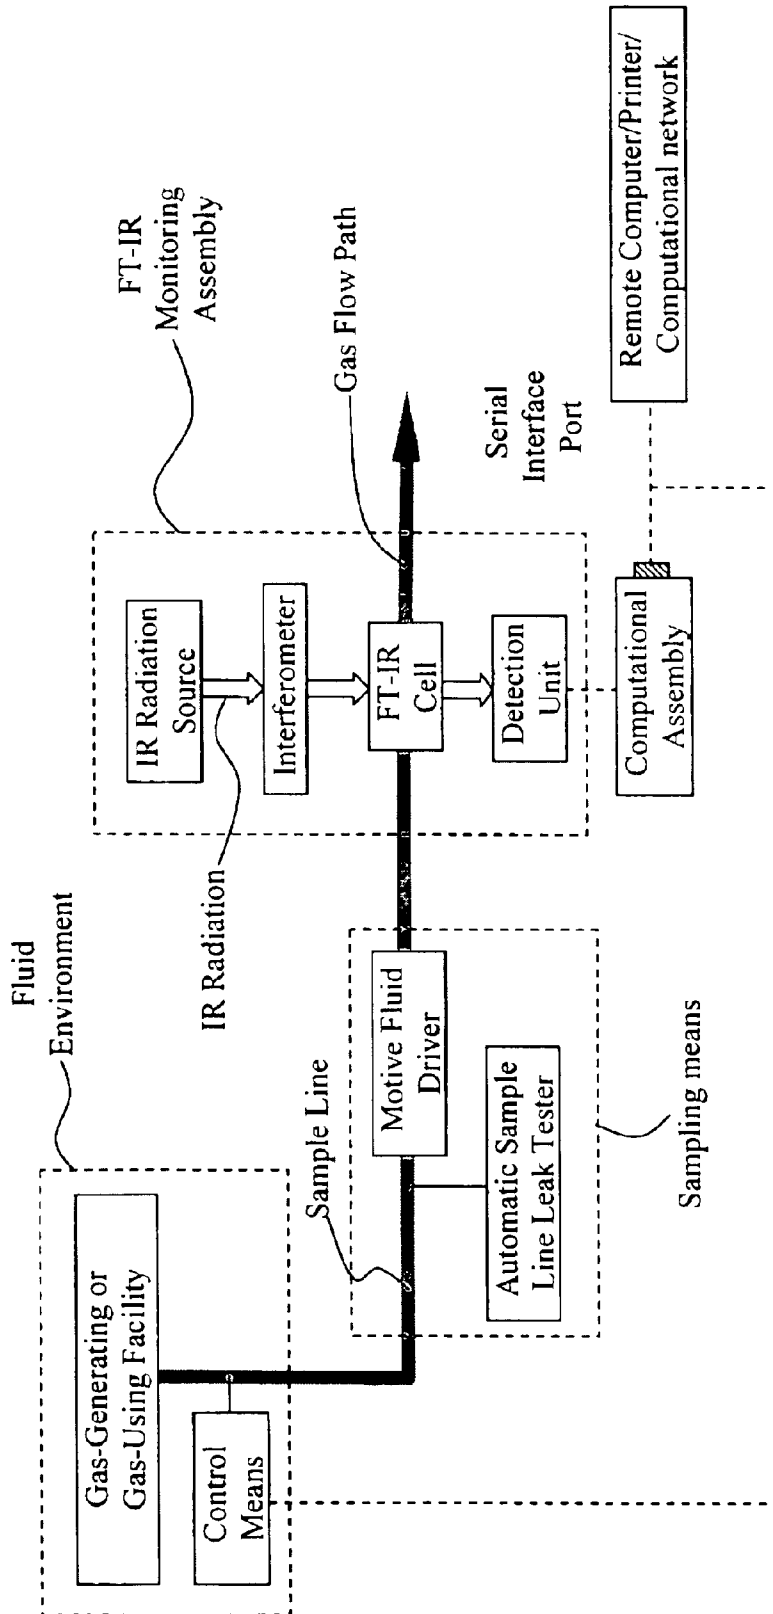 Fluid
Environment
Gas-Generating or
Gas-Using Facility
Control
Means
Sample Line
Motive Fluid
Driver
Automatic Sample
Line Leak Tester
Sampling means
IR Radiation
FT-IR
Monitoring
Assembly
IR Radiation
Source
Interferometer
FT-IR
Cell
Detection
Unit
Gas Flow Path
Serial
Interface
Port
Computational
Assembly
Remote Computer/Printer/
Computational network